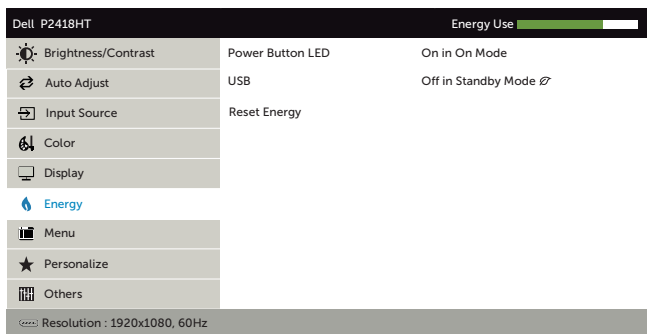 Dell P2418HT Energy Use
Brightness/Contrast Power Button LED On in On Mode
Auto Adjust USB Off in Standby Mode
Input Source Reset Energy
Color
Display
Energy
Menu
Personalize
Others
Resolution : 1920x1080, 60Hz